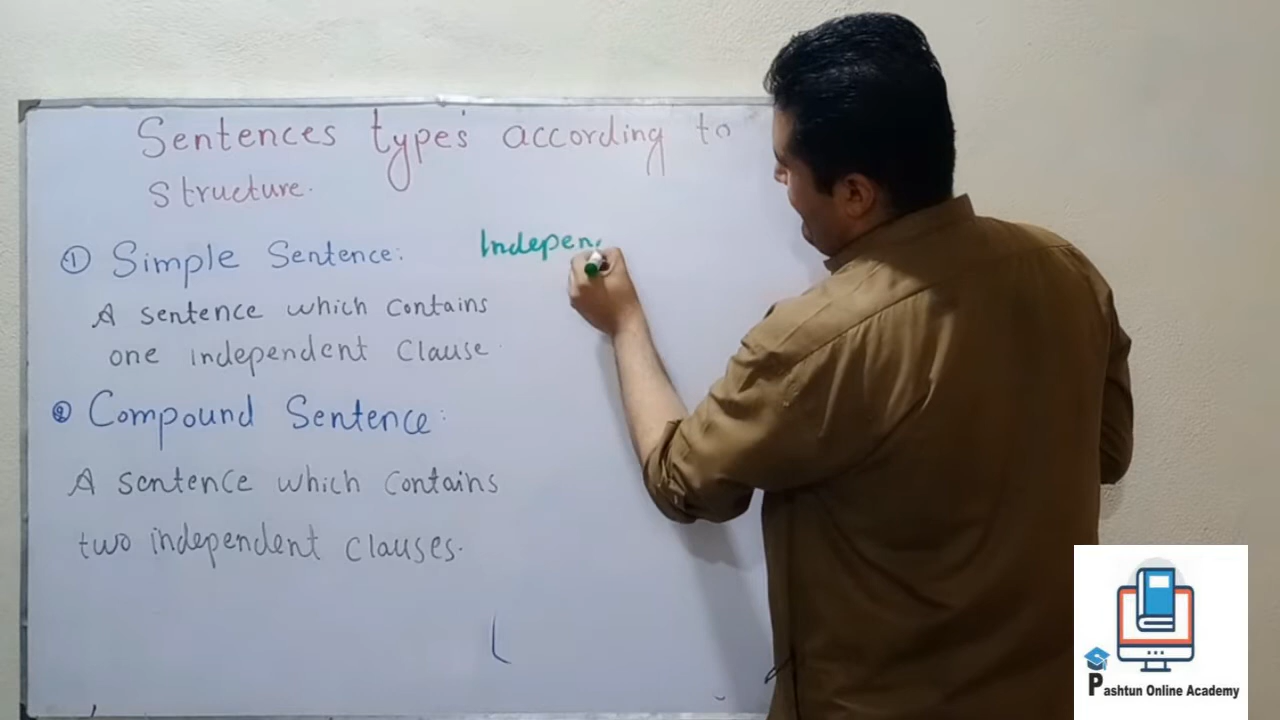 Sentences types according to
structure.
① Simple Sentence:
Indepen
A sentence which contains
one independent clause.
② Compound Sentence:
A sentence which contains
two independent clauses.
Pashtun Online Academy